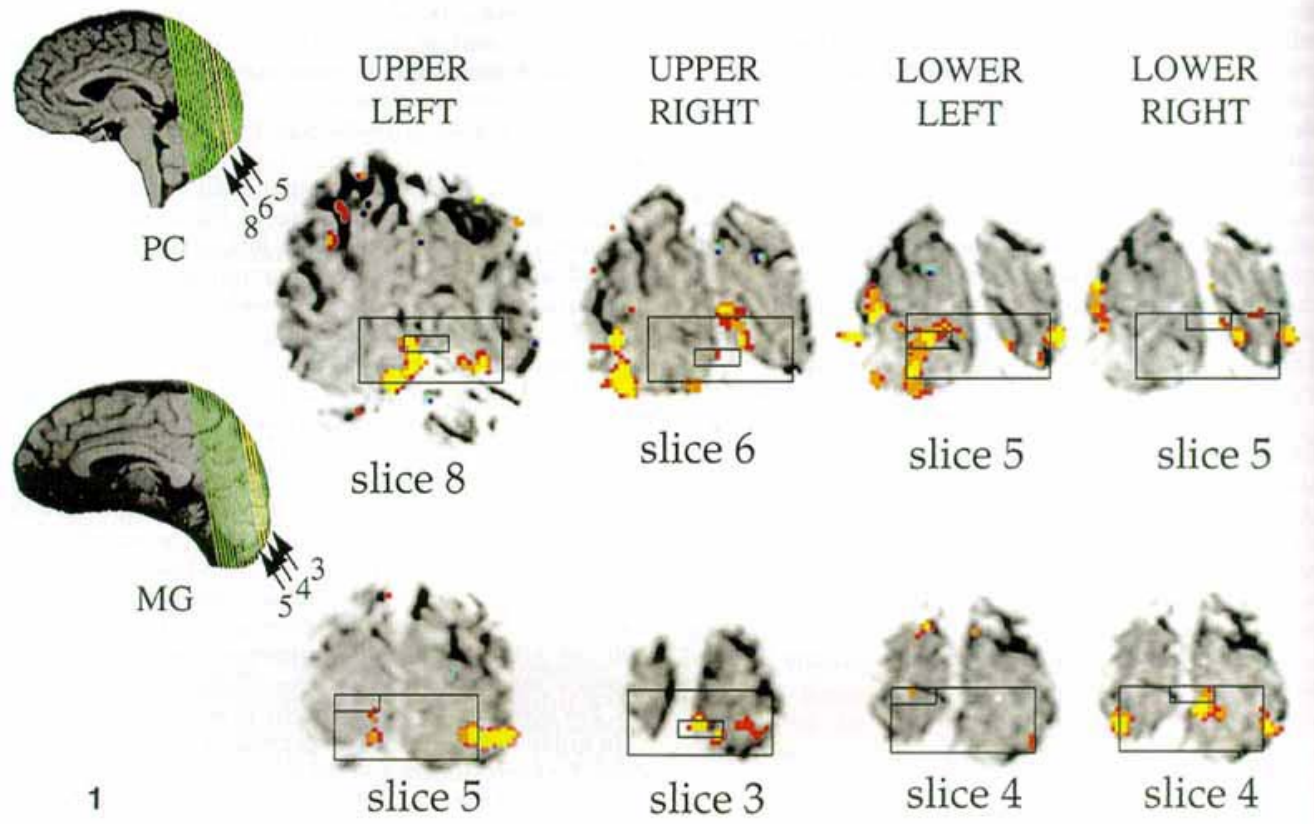 UPPER LEFT
UPPER RIGHT
LOWER LEFT
LOWER RIGHT
8 6 5
PC
slice 8
slice 6
slice 5
slice 5
5 4 3
MG
slice 5
slice 3
slice 4
slice 4
1